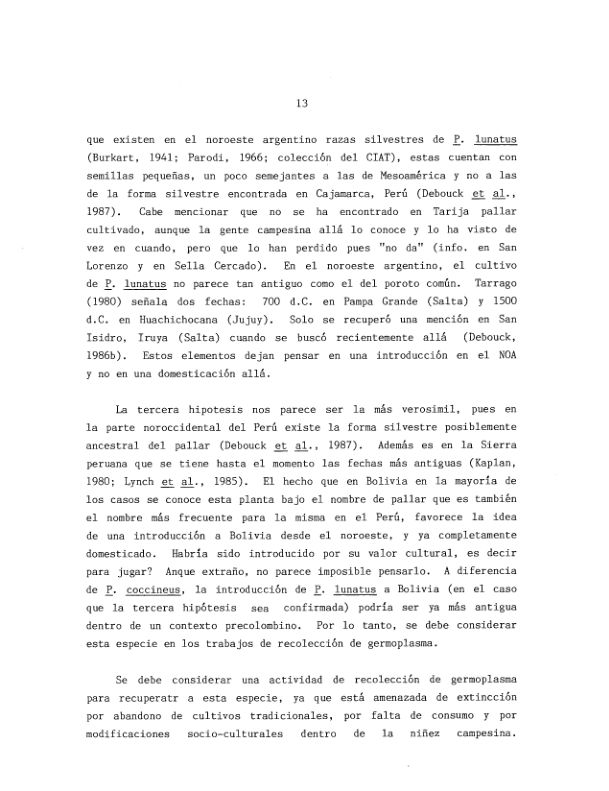 13
que existen en el noroeste argentino razas silvestres de P. lunatus
(Burkart, 1941; Parodi, 1966; colección del CIAT), estas cuentan con
semillas pequeñas, un poco semejantes a las de Mesoamérica y no a las
de la forma silvestre encontrada en Cajamarca, Perú (Debouck et al.,
1987). Cabe mencionar que no se ha encontrado en Tarija pallar
cultivado, aunque la gente campesina allá lo conoce y lo ha visto de
vez en cuando, pero que lo han perdido pues "no da" (info. en San
Lorenzo y en Sella Cercado). En el noroeste argentino, el cultivo
de P. lunatus no parece tan antiguo como el del poroto común. Tarrago
(1980) señala dos fechas: 700 d.C. en Pampa Grande (Salta) y 1500
d.C. en Huachichocana (Jujuy). Solo se recuperó una mención en San
Isidro, Iruya (Salta) cuando se buscó recientemente allá (Debouck,
1986b). Estos elementos dejan pensar en una introducción en el NOA
y no en una domesticación allá.
La tercera hipotesis nos parece ser la más verosimil, pues en
la parte noroccidental del Perú existe la forma silvestre posiblemente
ancestral del pallar (Debouck et al., 1987). Además es en la Sierra
peruana que se tiene hasta el momento las fechas más antiguas (Kaplan,
1980; Lynch et al., 1985). El hecho que en Bolivia en la mayoría de
los casos se conoce esta planta bajo el nombre de pallar que es también
el nombre más frecuente para la misma en el Perú, favorece la idea
de una introducción a Bolivia desde el noroeste, y ya completamente
domesticado. Habría sido introducido por su valor cultural, es decir
para jugar? Anque extraño, no parece imposible pensarlo. A diferencia
de P. coccineus, la introducción de P. lunatus a Bolivia (en el caso
que la tercera hipótesis sea confirmada) podría ser ya más antigua
dentro de un contexto precolombino. Por lo tanto, se debe considerar
esta especie en los trabajos de recolección de germoplasma.
Se debe considerar una actividad de recolección de germoplasma
para recuperatr a esta especie, ya que está amenazada de extincción
por abandono de cultivos tradicionales, por falta de consumo y por
modificaciones socio-culturales dentro de la niñez campesina.